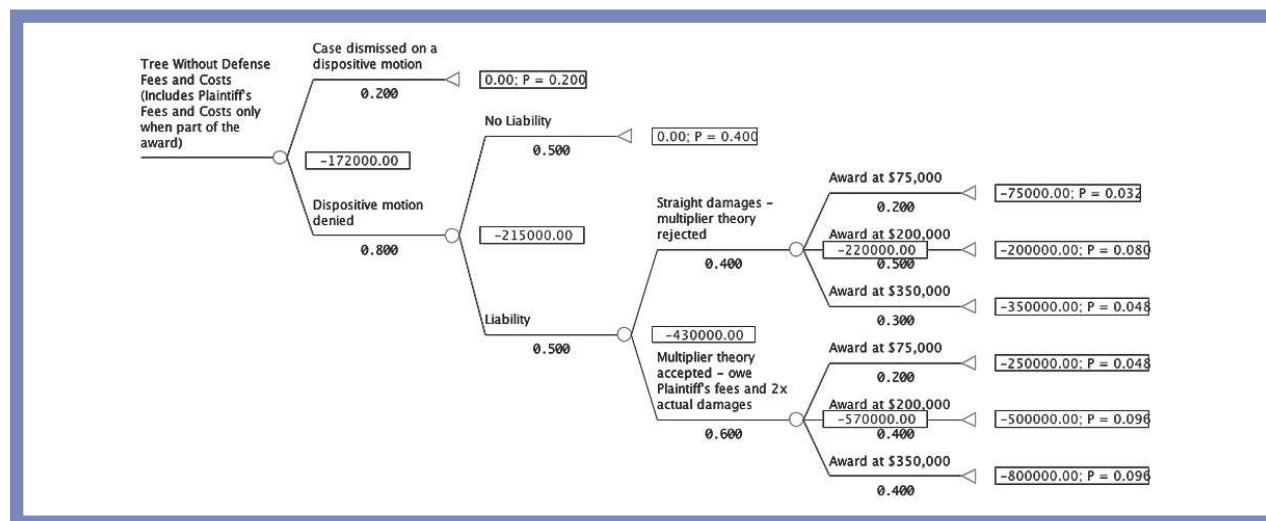 Case dismissed on a
dispositive motion
Tree Without Defense
Fees and Costs
(Includes Plaintiff's
Fees and Costs only
when part of the
award)
0.200
0.00; P = 0.200
-172000.00
Dispositive motion
denied
0.800
No Liability
0.500
0.00; P = 0.400
-215000.00
Liability
0.500
-430000.00
Straight damages -
multiplier theory
rejected
0.400
Award at $75,000
0.200
-75000.00; P = 0.032
Award at $200,000
-220000.00
0.500
-200000.00; P = 0.080
Award at $350,000
0.300
-350000.00; P = 0.048
Multiplier theory
accepted - owe
Plaintiff's fees and 2x
actual damages
0.600
Award at $75,000
0.200
-250000.00; P = 0.048
Award at $200,000
-570000.00
0.400
-500000.00; P = 0.096
Award at $350,000
0.400
-800000.00; P = 0.096